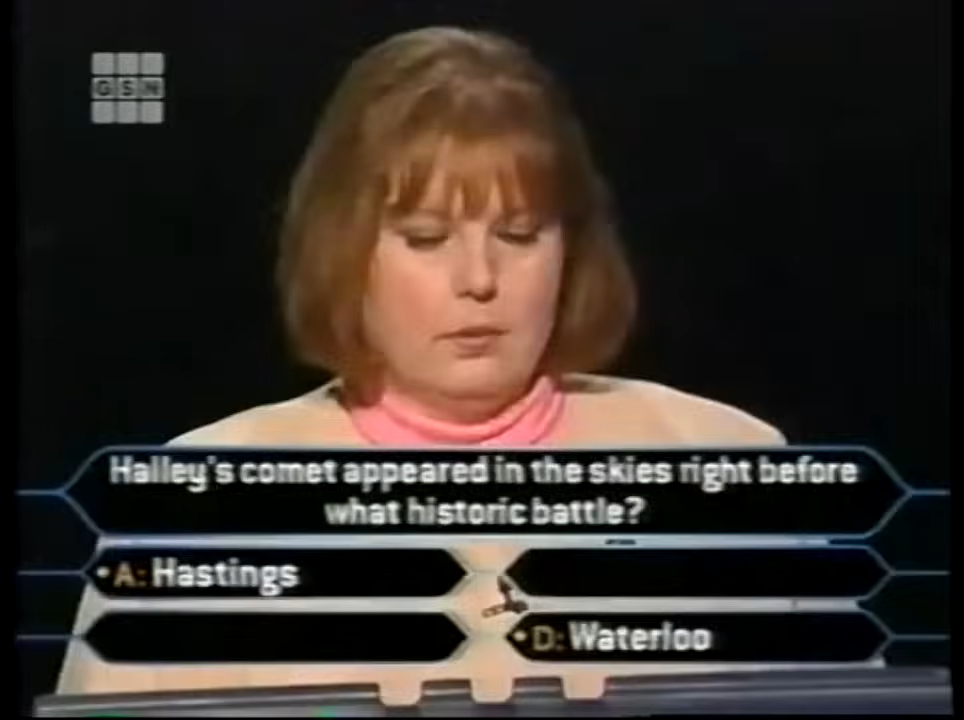 GSN
Halley's comet appeared in the skies right before
what historic battle?
A: Hastings
D: Waterloo